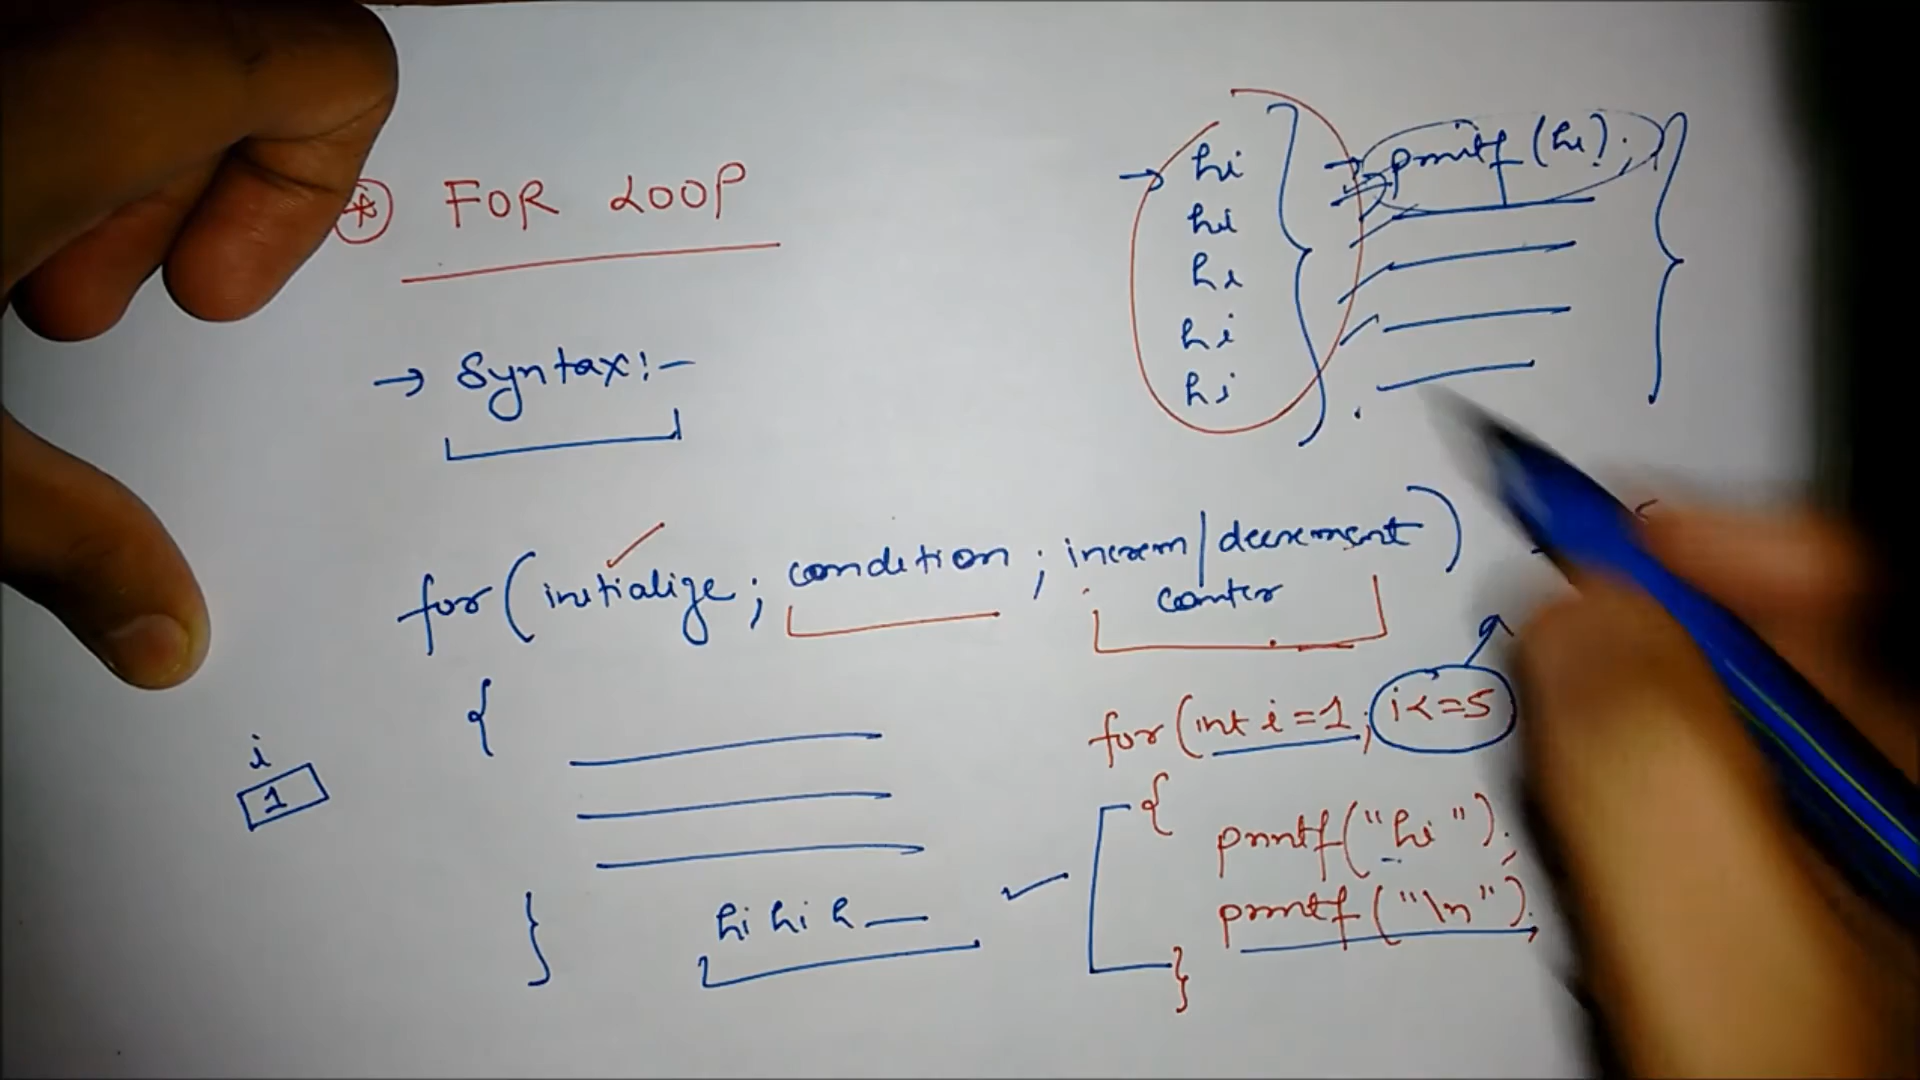 * FOR LOOP
→ Syntax:-
hi
hi
hi
hi
hi
→ printf(hi);
for(initialize; condition; increm/decrement
counter)
{
}
i
1
hi hi h
for(int i=1; i<=5
{
printf("hi");
printf("\n");
}